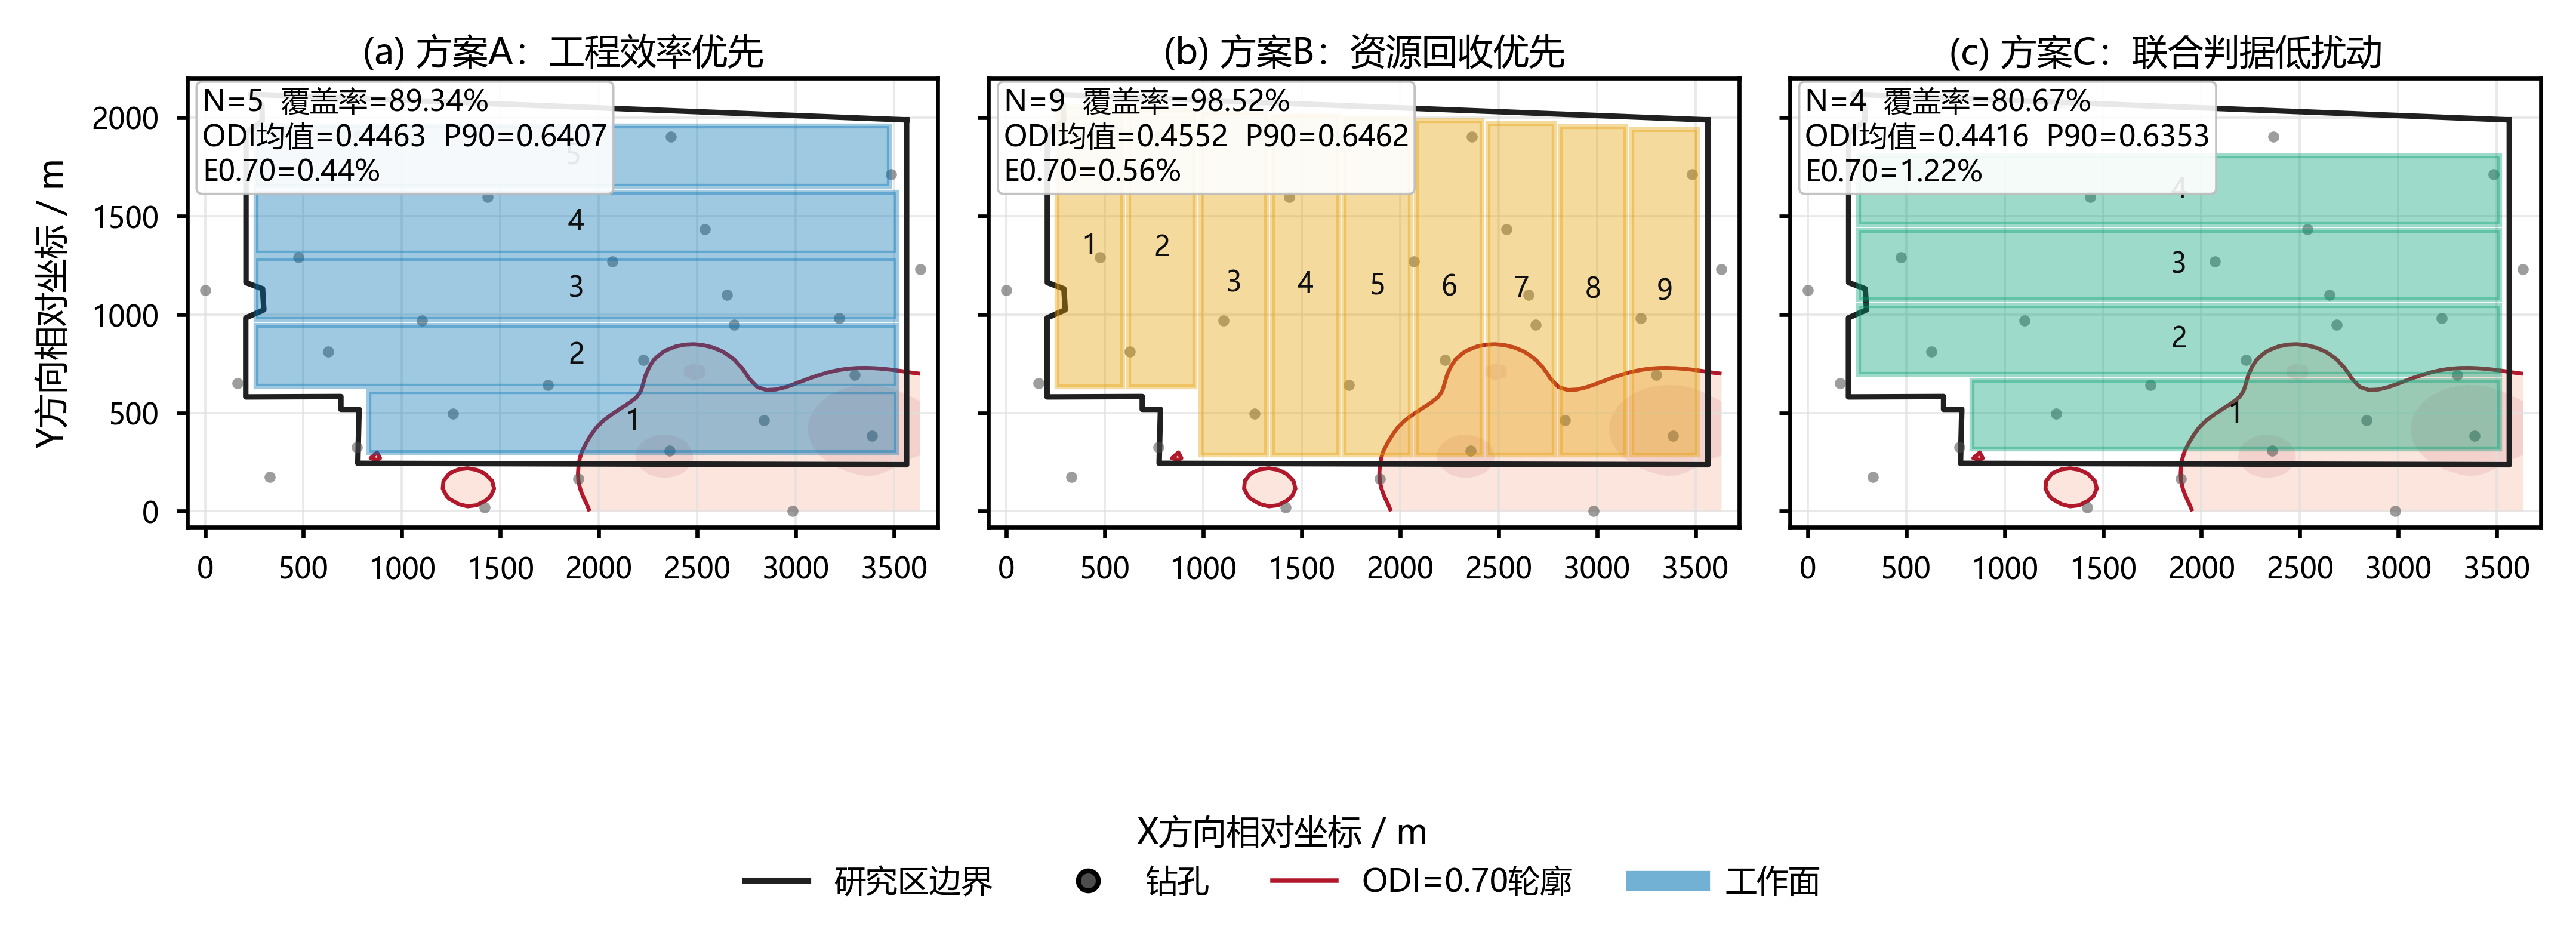 (a) 方案A：工程效率优先
N=5 覆盖率=89.34%
ODI均值=0.4463 P90=0.6407
E0.70=0.44%
5
4
3
2
1
Y方向相对坐标 / m
2000
1500
1000
500
0
0 500 1000 1500 2000 2500 3000 3500
(b) 方案B：资源回收优先
N=9 覆盖率=98.52%
ODI均值=0.4552 P90=0.6462
E0.70=0.56%
1 2 3 4 5 6 7 8 9
0 500 1000 1500 2000 2500 3000 3500
(c) 方案C：联合判据低扰动
N=4 覆盖率=80.67%
ODI均值=0.4416 P90=0.6353
E0.70=1.22%
4
3
2
1
0 500 1000 1500 2000 2500 3000 3500
X方向相对坐标 / m
研究区边界 钻孔 ODI=0.70轮廓 工作面